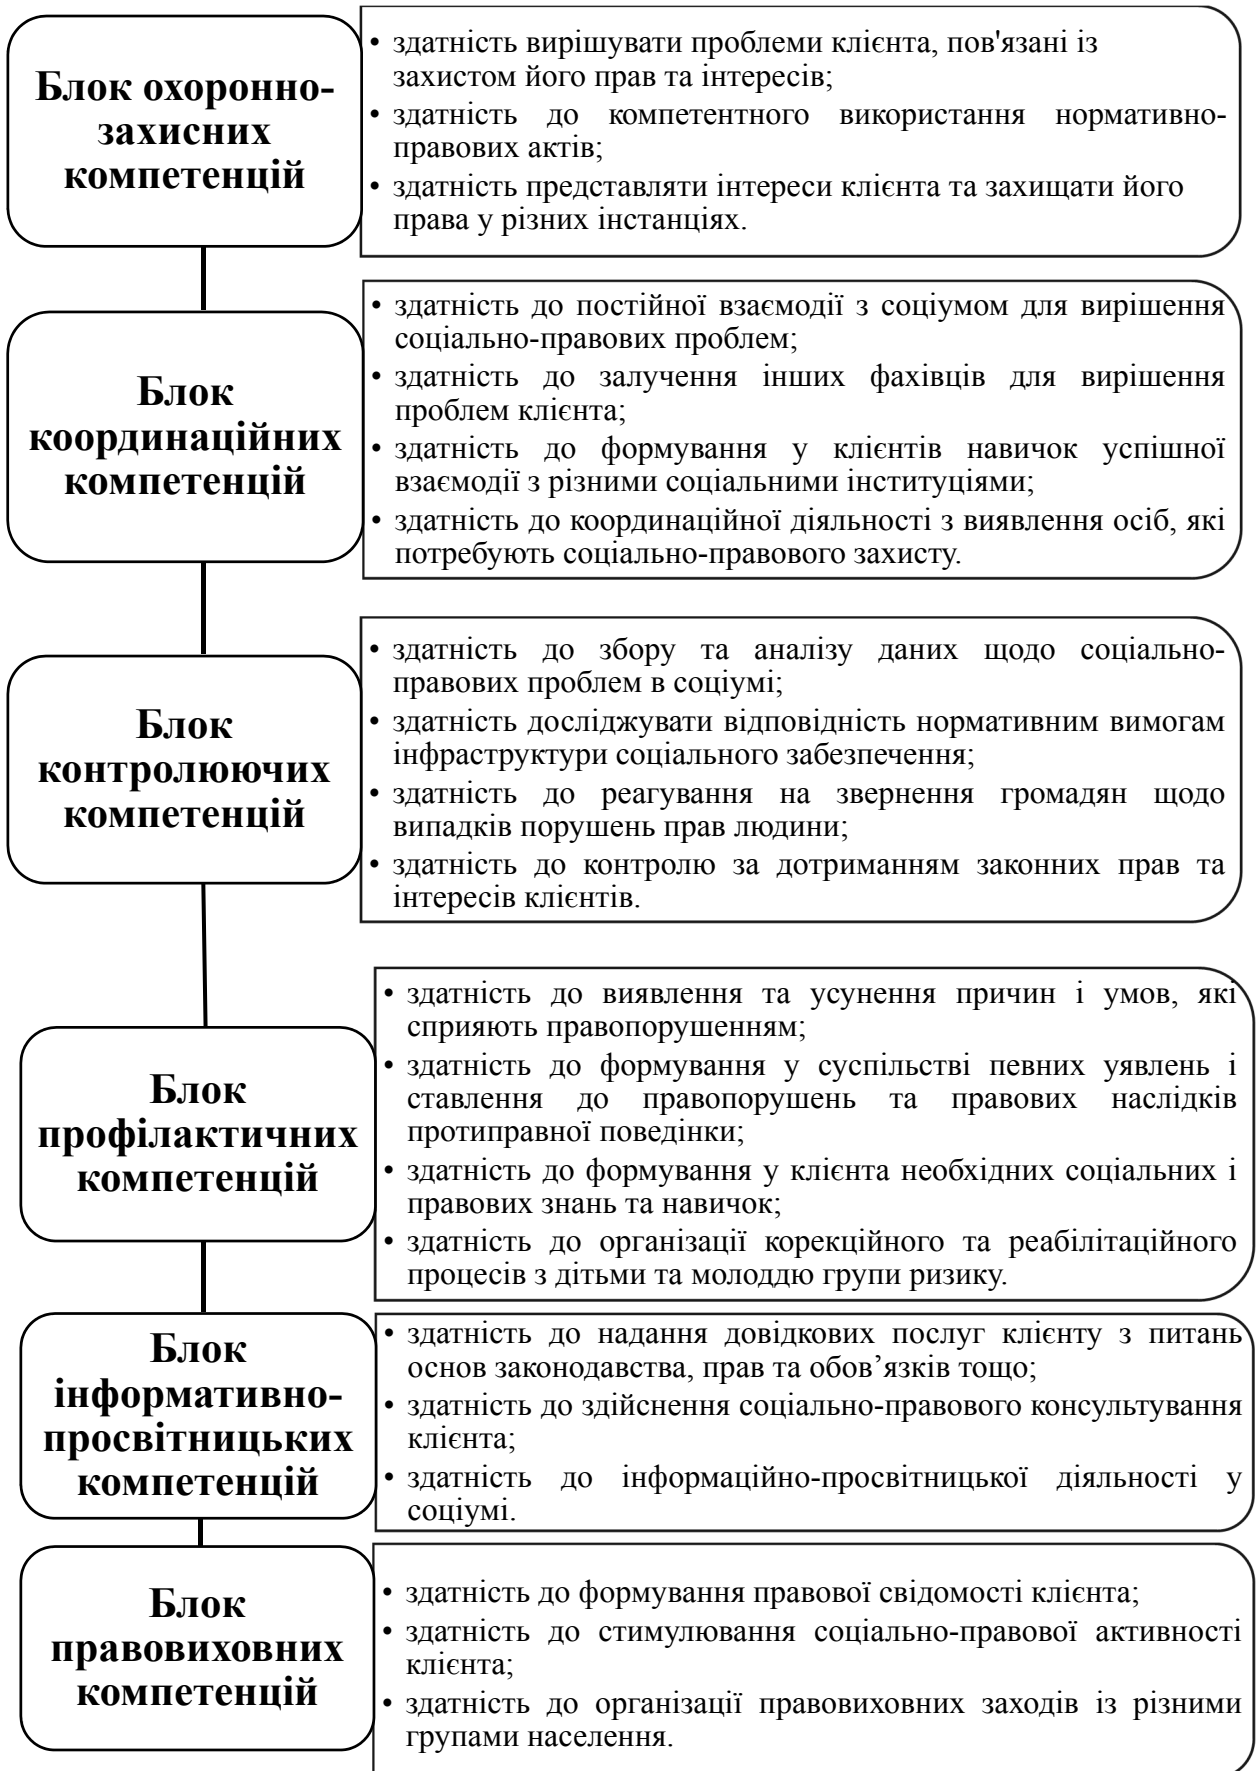 Блок охоронно-
захисних
компетенцій
• здатність вирішувати проблеми клієнта, пов'язані із
захистом його прав та інтересів;
• здатність до компетентного використання нормативно-
правових актів;
• здатність представляти інтереси клієнта та захищати його
права у різних інстанціях.
Блок
координаційних
компетенцій
• здатність до постійної взаємодії з соціумом для вирішення
соціально-правових проблем;
• здатність до залучення інших фахівців для вирішення
проблем клієнта;
• здатність до формування у клієнтів навичок успішної
взаємодії з різними соціальними інституціями;
• здатність до координаційної діяльності з виявлення осіб, які
потребують соціально-правового захисту.
Блок
контролюючих
компетенцій
• здатність до збору та аналізу даних щодо соціально-
правових проблем в соціумі;
• здатність досліджувати відповідність нормативним вимогам
інфраструктури соціального забезпечення;
• здатність до реагування на звернення громадян щодо
випадків порушень прав людини;
• здатність до контролю за дотриманням законних прав та
інтересів клієнтів.
Блок
профілактичних
компетенцій
• здатність до виявлення та усунення причин і умов, які
сприяють правопорушенням;
• здатність до формування у суспільстві певних уявлень і
ставлення до правопорушень та правових наслідків
протиправної поведінки;
• здатність до формування у клієнта необхідних соціальних і
правових знань та навичок;
• здатність до організації корекційного та реабілітаційного
процесів з дітьми та молоддю групи ризику.
Блок
інформативно-
просвітницьких
компетенцій
• здатність до надання довідкових послуг клієнту з питань
основ законодавства, прав та обов’язків тощо;
• здатність до здійснення соціально-правового консультування
клієнта;
• здатність до інформаційно-просвітницької діяльності у
соціумі.
Блок
правовиховних
компетенцій
• здатність до формування правової свідомості клієнта;
• здатність до стимулювання соціально-правової активності
клієнта;
• здатність до організації правовиховних заходів із різними
групами населення.